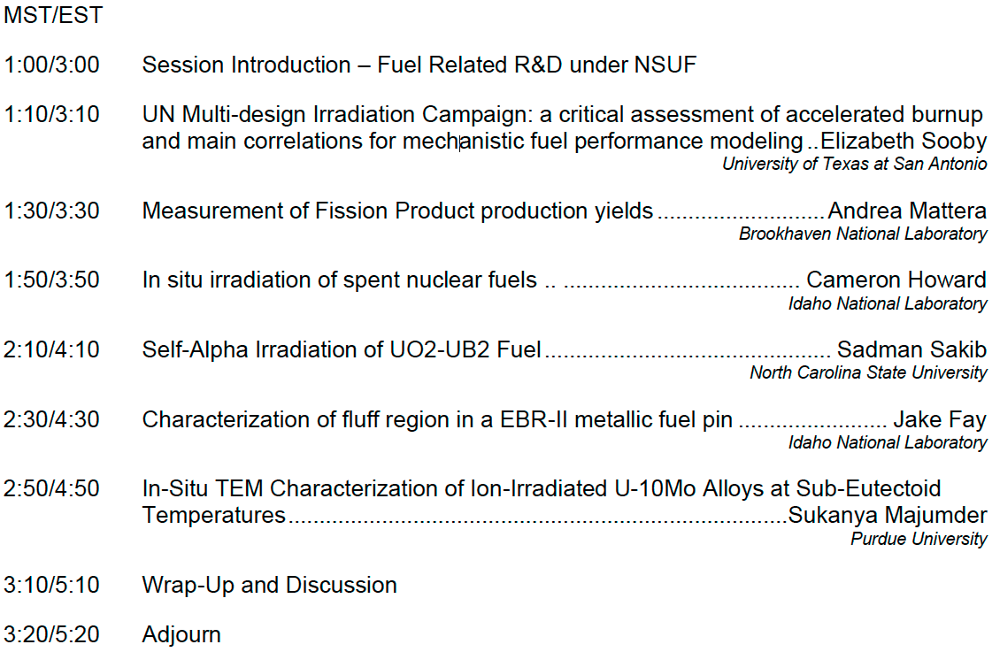 MST/EST
1:00/3:00 Session Introduction – Fuel Related R&D under NSUF
1:10/3:10 UN Multi-design Irradiation Campaign: a critical assessment of accelerated burnup
and main correlations for mechanistic fuel performance modeling..Elizabeth Sooby
University of Texas at San Antonio
1:30/3:30 Measurement of Fission Product production yields...........................Andrea Mattera
Brookhaven National Laboratory
1:50/3:50 In situ irradiation of spent nuclear fuels .. ...................................... Cameron Howard
Idaho National Laboratory
2:10/4:10 Self-Alpha Irradiation of UO2-UB2 Fuel.............................................. Sadman Sakib
North Carolina State University
2:30/4:30 Characterization of fluff region in a EBR-II metallic fuel pin ........................ Jake Fay
Idaho National Laboratory
2:50/4:50 In-Situ TEM Characterization of Ion-Irradiated U-10Mo Alloys at Sub-Eutectoid
Temperatures................................................................................Sukanya Majumder
Purdue University
3:10/5:10 Wrap-Up and Discussion
3:20/5:20 Adjourn